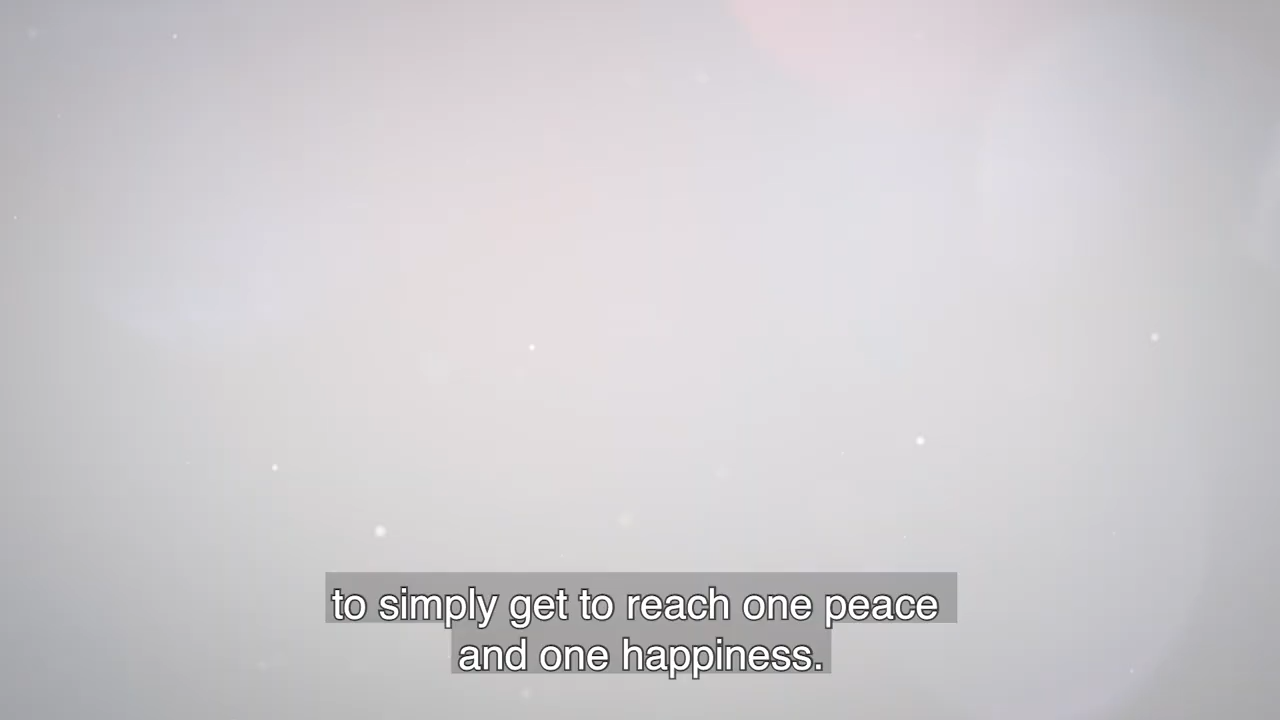 to simply get to reach one peace
and one happiness.